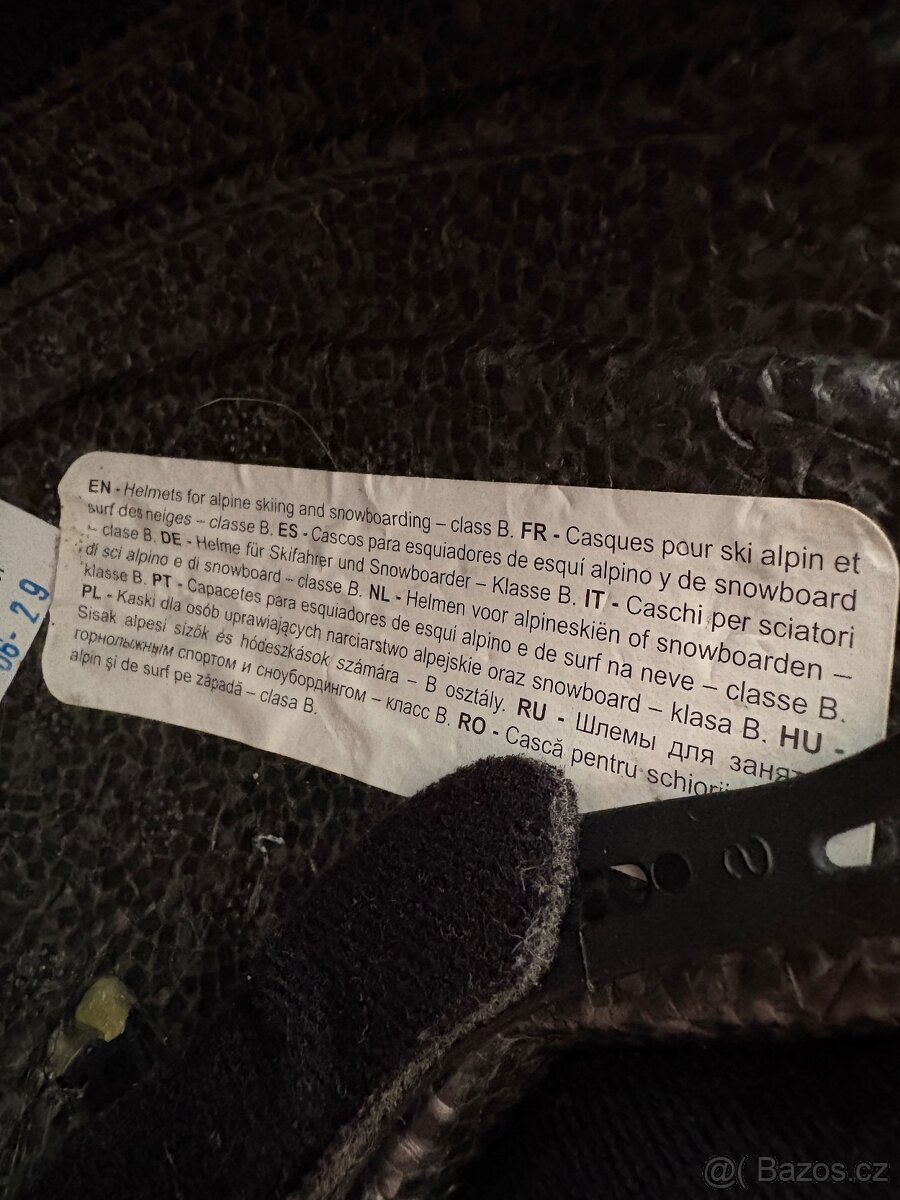 EN - Helmets for alpine skiing and snowboarding – class B. FR - Casques pour ski alpin et
surf des neiges – classe B. ES - Cascos para esquiadores de esquí alpino y de snowboard
– clase B. DE - Helme für Skifahrer und Snowboarder – Klasse B. IT - Caschi per sciatori
di sci alpino e di snowboard – classe B. NL - Helmen voor alpineskiën of snowboarden –
klasse B. PT - Capacetes para esquiadores de esqui alpino e de surf na neve – classe B.
PL - Kaski dla osób uprawiających narciarstwo alpejskie oraz snowboard – klasa B. HU -
Sisak alpesi sízők és hódeszkások számára – B osztály. RU - Шлемы для
горнолыжным спортом и сноубордингом – класс B. RO - Cască pentru
alpin şi de surf pe zăpadă – clasa B.
06-29
@( Bazos.cz